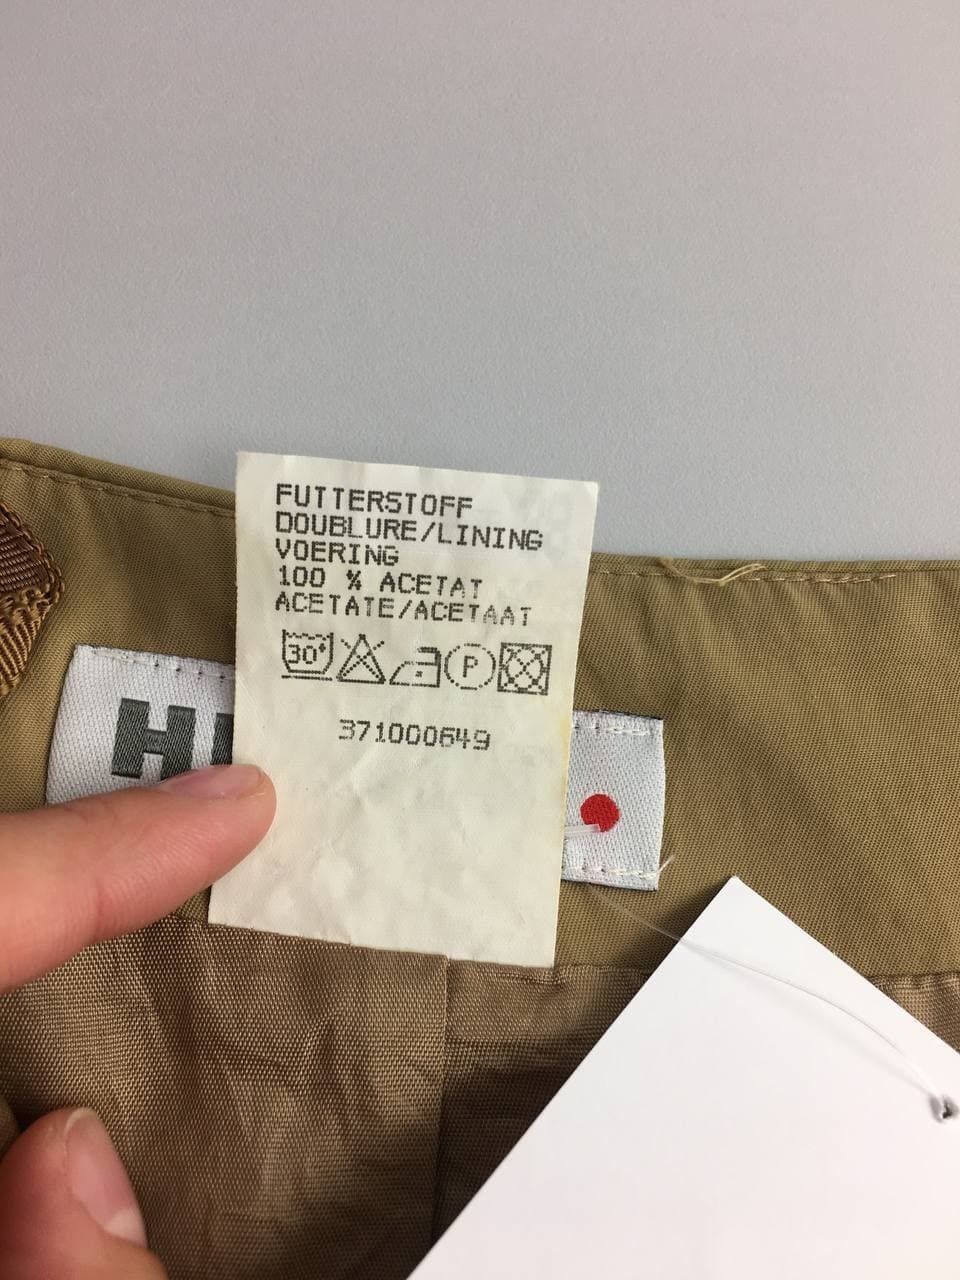 FUTTERSTOFF
DOUBLURE/LINING
VOERING
100 % ACETAT
ACETATE/ACETAAT
30° P
371000649
H